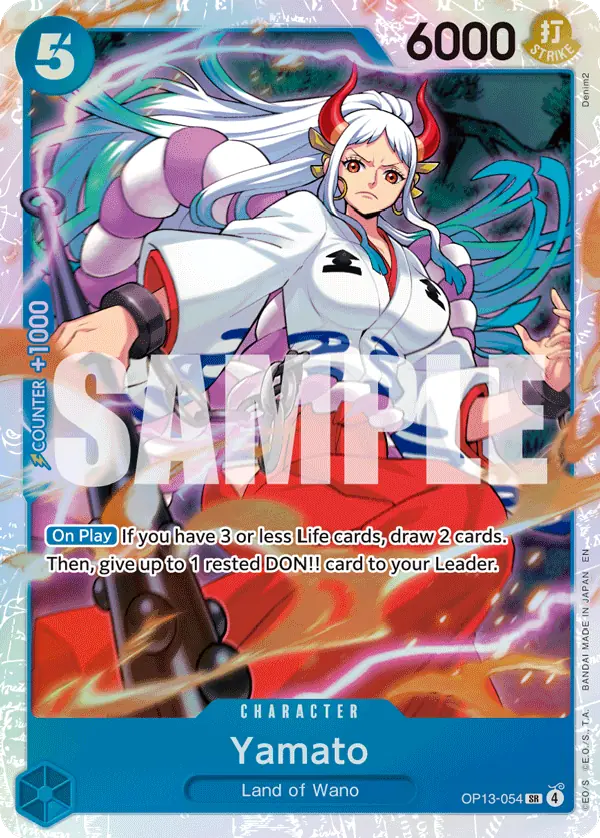 5
6000
打
STRIKE
Denim2
COUNTER +1000
SAMPLE
On Play If you have 3 or less Life cards, draw 2 cards.
Then, give up to 1 rested DON!! card to your Leader.
CHARACTER
Yamato
Land of Wano
OP13-054 SR 4
©E.O./S. ©E.O./S., T.A. BANDAI MADE IN JAPAN EN